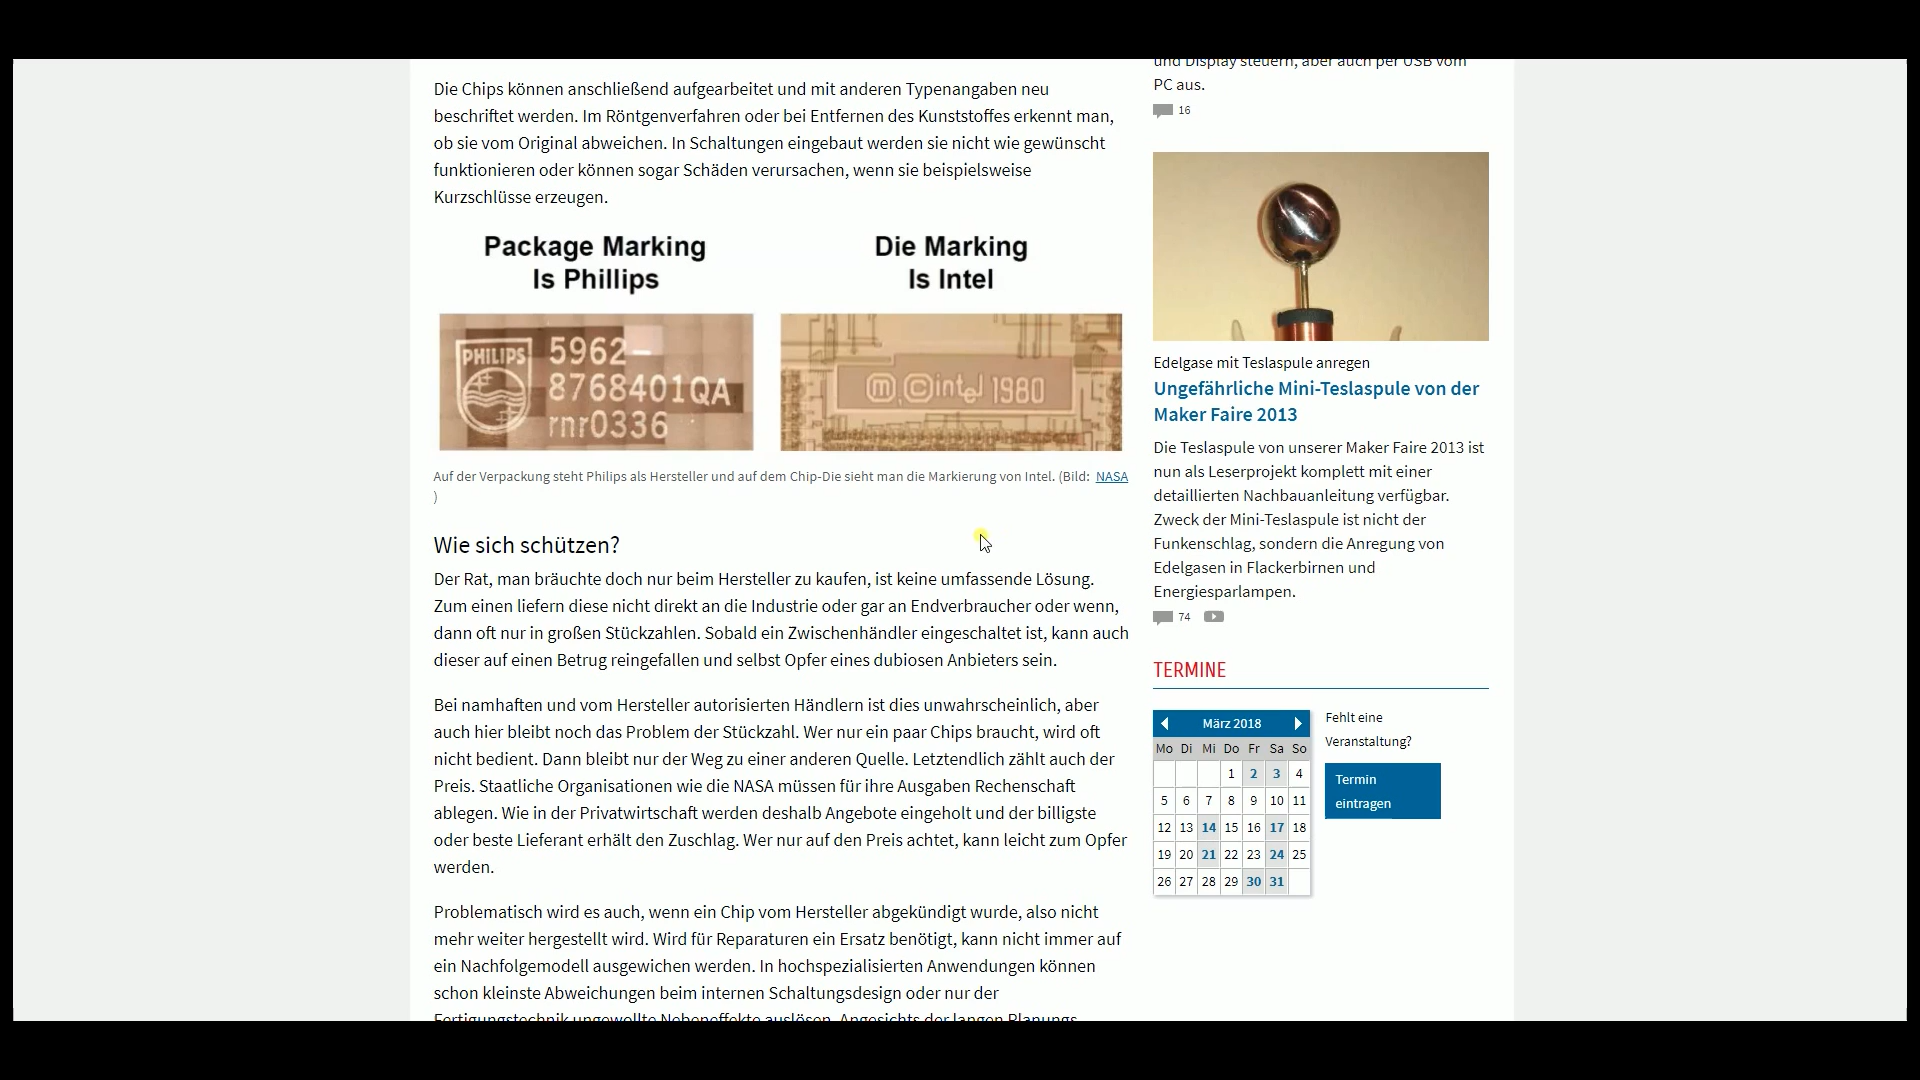 Die Chips können anschließend aufgearbeitet und mit anderen Typenangaben neu
beschriftet werden. Im Röntgenverfahren oder bei Entfernen des Kunststoffes erkennt man,
ob sie vom Original abweichen. In Schaltungen eingebaut werden sie nicht wie gewünscht
funktionieren oder können sogar Schäden verursachen, wenn sie beispielsweise
Kurzschlüsse erzeugen.
Package Marking
Is Phillips
Die Marking
Is Intel
PHILIPS
5962-
8768401QA
rnr0336
ⓜ ©intel 1980
Auf der Verpackung steht Philips als Hersteller und auf dem Chip-Die sieht man die Markierung von Intel. (Bild: NASA
)
Wie sich schützen?
Der Rat, man bräuchte doch nur beim Hersteller zu kaufen, ist keine umfassende Lösung.
Zum einen liefern diese nicht direkt an die Industrie oder gar an Endverbraucher oder wenn,
dann oft nur in großen Stückzahlen. Sobald ein Zwischenhändler eingeschaltet ist, kann auch
dieser auf einen Betrug reingefallen und selbst Opfer eines dubiosen Anbieters sein.
Bei namhaften und vom Hersteller autorisierten Händlern ist dies unwahrscheinlich, aber
auch hier bleibt noch das Problem der Stückzahl. Wer nur ein paar Chips braucht, wird oft
nicht bedient. Dann bleibt nur der Weg zu einer anderen Quelle. Letztendlich zählt auch der
Preis. Staatliche Organisationen wie die NASA müssen für ihre Ausgaben Rechenschaft
ablegen. Wie in der Privatwirtschaft werden deshalb Angebote eingeholt und der billigste
oder beste Lieferant erhält den Zuschlag. Wer nur auf den Preis achtet, kann leicht zum Opfer
werden.
Problematisch wird es auch, wenn ein Chip vom Hersteller abgekündigt wurde, also nicht
mehr weiter hergestellt wird. Wird für Reparaturen ein Ersatz benötigt, kann nicht immer auf
ein Nachfolgemodell ausgewichen werden. In hochspezialisierten Anwendungen können
schon kleinste Abweichungen beim internen Schaltungsdesign oder nur der
Fertigungstechnik ungewollte Nebeneffekte auslösen. Angesichts der langen Planungs-
und Display steuern, aber auch per USB vom
PC aus.
16
Edelgase mit Teslaspule anregen
Ungefährliche Mini-Teslaspule von der
Maker Faire 2013
Die Teslaspule von unserer Maker Faire 2013 ist
nun als Leserprojekt komplett mit einer
detaillierten Nachbauanleitung verfügbar.
Zweck der Mini-Teslaspule ist nicht der
Funkenschlag, sondern die Anregung von
Edelgasen in Flackerbirnen und
Energiesparlampen.
74
TERMINE
März 2018
Mo Di Mi Do Fr Sa So
1 2 3 4
5 6 7 8 9 10 11
12 13 14 15 16 17 18
19 20 21 22 23 24 25
26 27 28 29 30 31
Fehlt eine
Veranstaltung?
Termin
eintragen